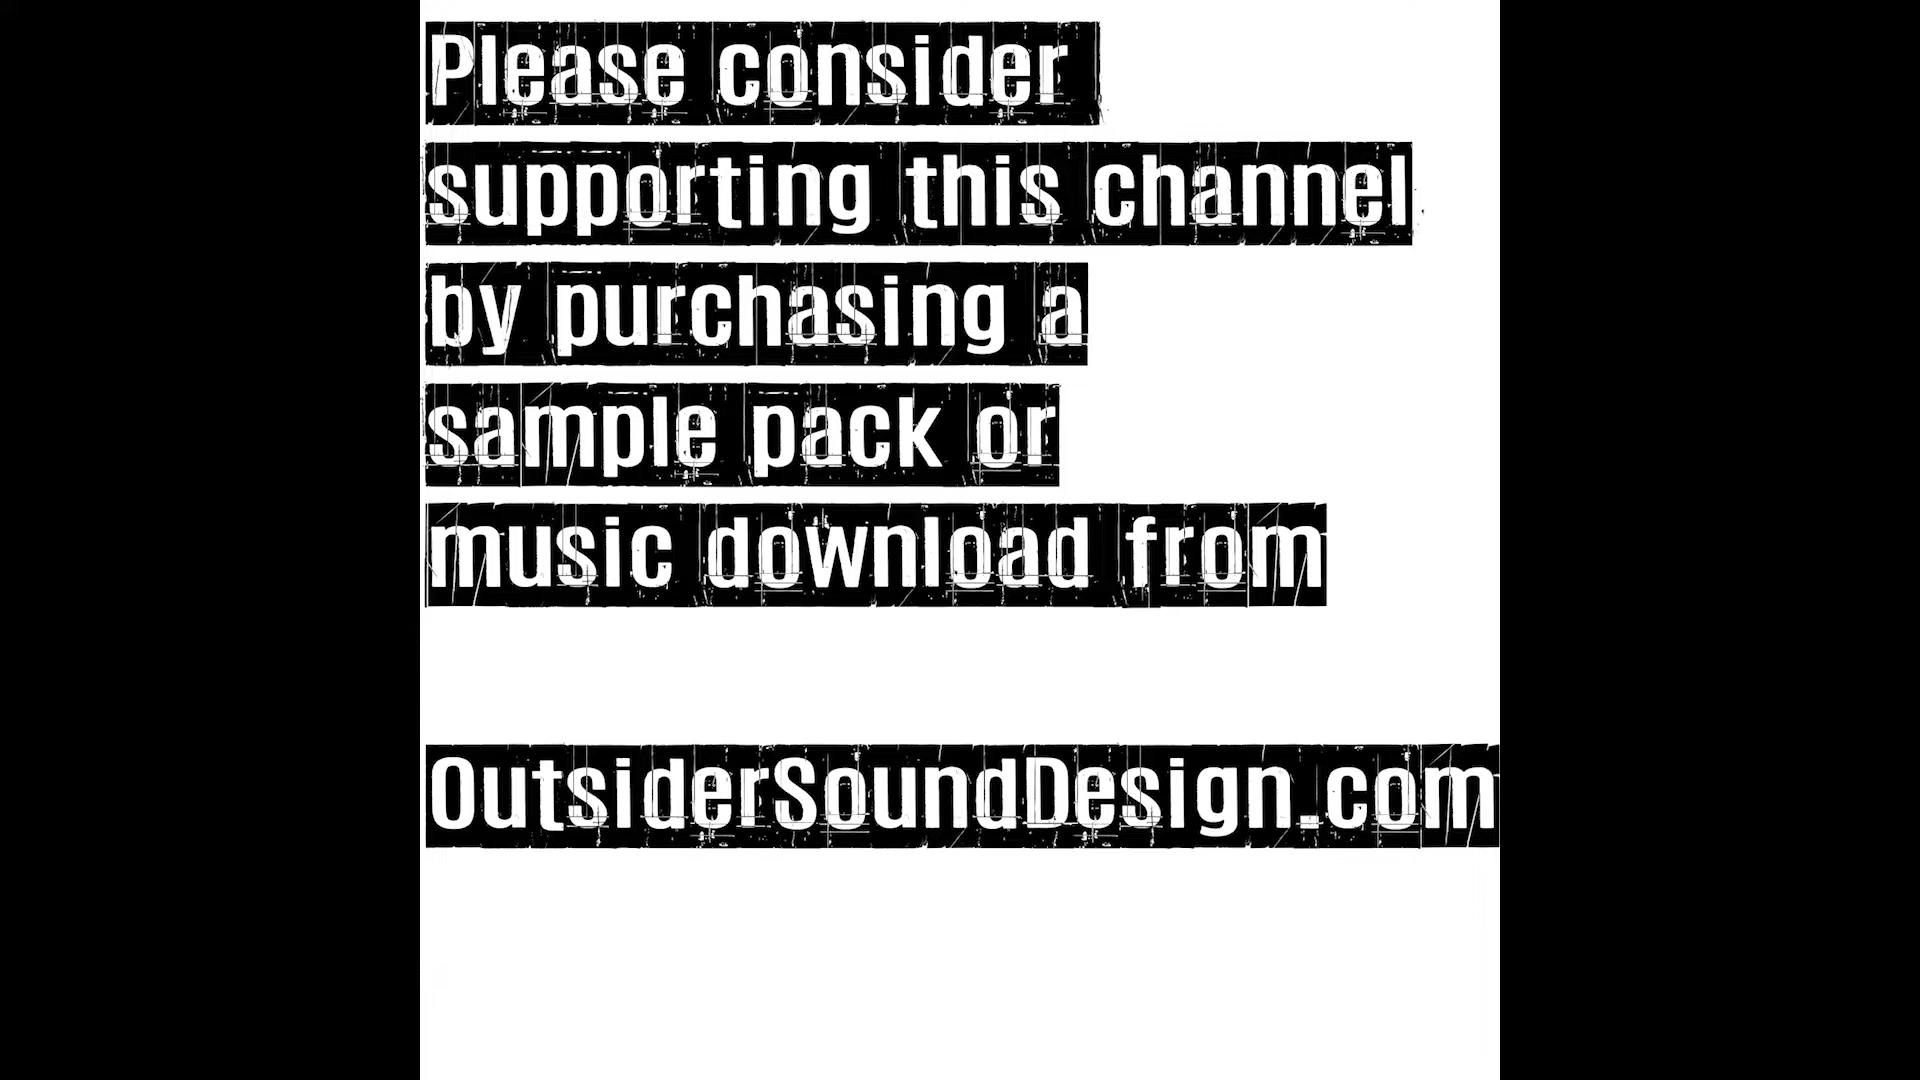 Please consider
supporting this channel
by purchasing a
sample pack or
music download from
OutsiderSoundDesign.com